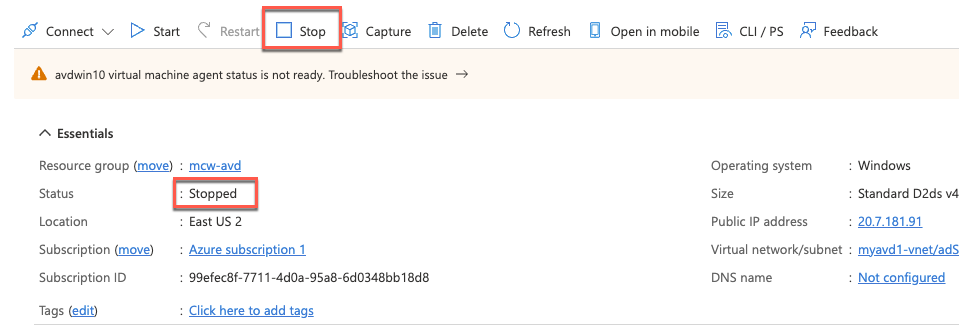 Connect Start Restart Stop Capture Delete Refresh Open in mobile CLI / PS Feedback
avdwin10 virtual machine agent status is not ready. Troubleshoot the issue →
Essentials
Resource group (move) : mcw-avd
Status : Stopped
Location : East US 2
Subscription (move) : Azure subscription 1
Subscription ID : 99efec8f-7711-4d0a-95a8-6d0348bb18d8
Tags (edit) : Click here to add tags
Operating system : Windows
Size : Standard D2ds v4
Public IP address : 20.7.181.91
Virtual network/subnet : myavd1-vnet/adS
DNS name : Not configured